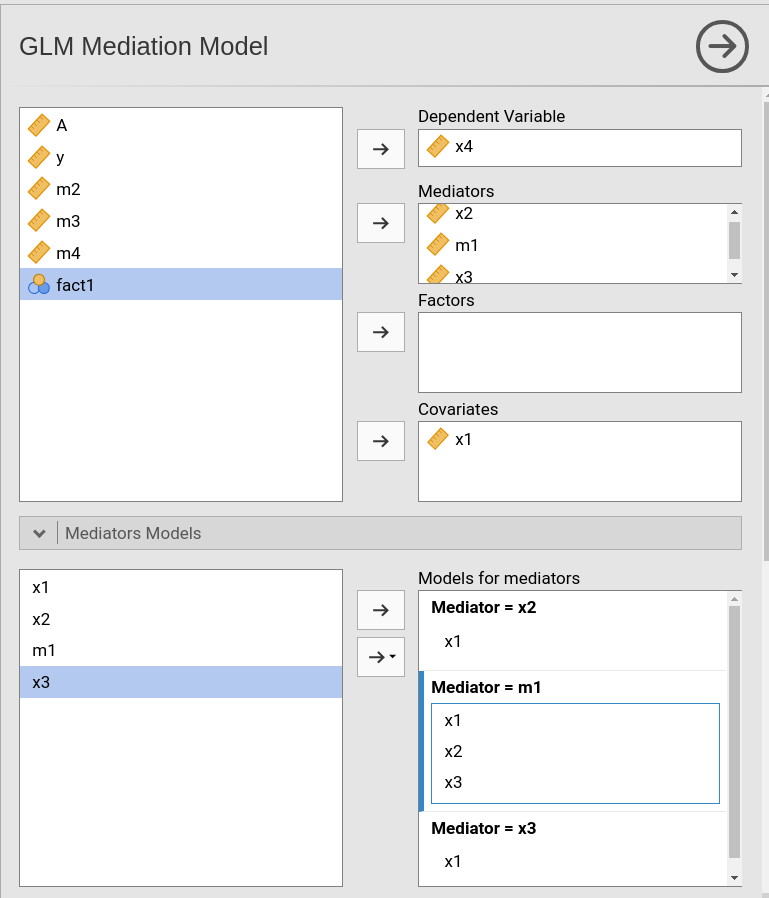 GLM Mediation Model
A
y
m2
m3
m4
fact1
Dependent Variable
x4
Mediators
x2
m1
x3
Factors
Covariates
x1
Mediators Models
x1
x2
m1
x3
Models for mediators
Mediator = x2
x1
Mediator = m1
x1
x2
x3
Mediator = x3
x1